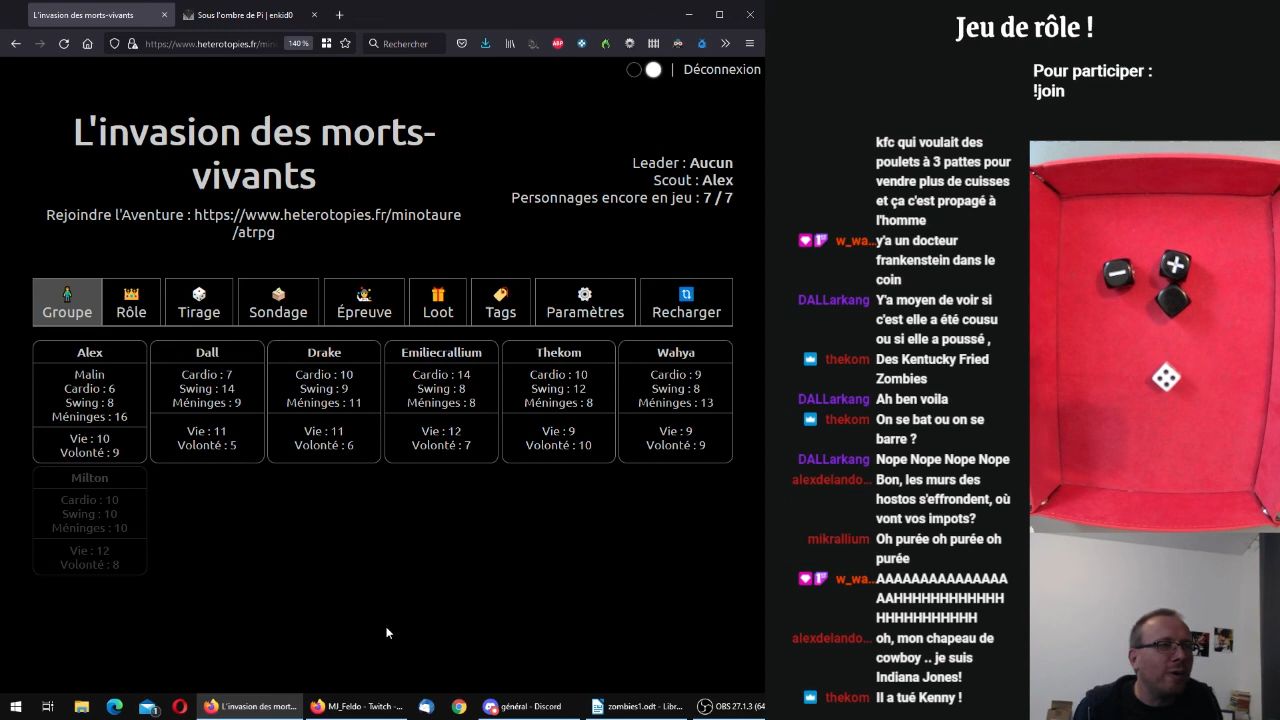 L'invasion des morts-vivants
Sous l'ombre de Pi | enkid0
https://www.heterotopies.fr/mino
140 %
Rechercher
ABP
Déconnexion
L'invasion des morts-
vivants
Leader : Aucun
Scout : Alex
Personnages encore en jeu : 7 / 7
Rejoindre l'Aventure : https://www.heterotopies.fr/minotaure
/atrpg
Groupe
Rôle
Tirage
Sondage
Épreuve
Loot
Tags
Paramètres
Recharger
Alex
Malin
Cardio : 6
Swing : 8
Méninges : 16
Vie : 10
Volonté : 9
Dall
Cardio : 7
Swing : 14
Méninges : 9
Vie : 11
Volonté : 5
Drake
Cardio : 10
Swing : 9
Méninges : 11
Vie : 11
Volonté : 6
Emiliecrallium
Cardio : 14
Swing : 8
Méninges : 8
Vie : 12
Volonté : 7
Thekom
Cardio : 10
Swing : 12
Méninges : 8
Vie : 9
Volonté : 10
Wahya
Cardio : 9
Swing : 8
Méninges : 13
Vie : 9
Volonté : 9
Milton
Cardio : 10
Swing : 10
Méninges : 10
Vie : 12
Volonté : 8
L'invasion des mort...
MJ_Feldo - Twitch -...
général - Discord
zombies1.odt - Libr...
OBS 27.1.3 (64
Jeu de rôle !
Pour participer :
!join
kfc qui voulait des
poulets à 3 pattes pour
vendre plus de cuisses
et ça c'est propagé à
l'homme
w_wa... y'a un docteur
frankenstein dans le
coin
DALLarkang Y'a moyen de voir si
c'est elle a été cousu
ou si elle a poussé ,
thekom Des Kentucky Fried
Zombies
DALLarkang Ah ben voila
thekom On se bat ou on se
barre ?
DALLarkang Nope Nope Nope Nope
alexdelando... Bon, les murs des
hostos s'effrondent, où
vont vos impots?
mikrallium Oh purée oh purée oh
purée
w_wa... AAAAAAAAAAAAAAA
AAHHHHHHHHHHHH
HHHHHHHHHHH
alexdelando... oh, mon chapeau de
cowboy .. je suis
Indiana Jones!
thekom Il a tué Kenny !